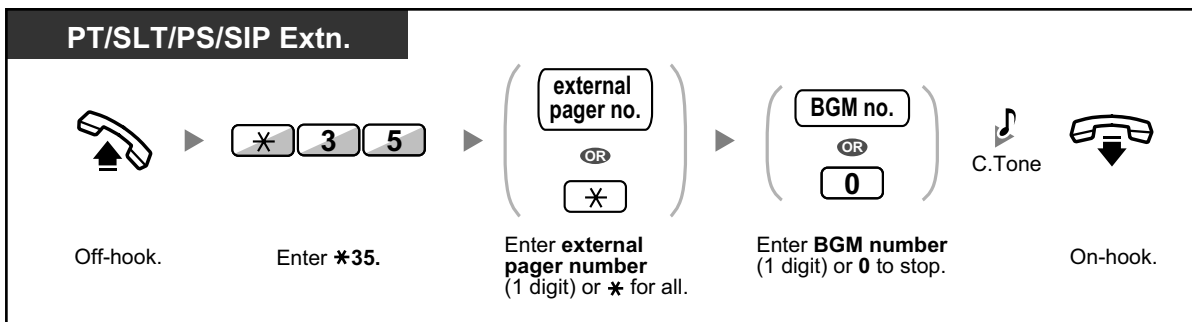 PT/SLT/PS/SIP Extn.
external
pager no.
OR
✳
BGM no.
OR
0
✳ 3 5
C.Tone
Off-hook.
Enter ✳35.
Enter external
pager number
(1 digit) or ✳ for all.
Enter BGM number
(1 digit) or 0 to stop.
On-hook.